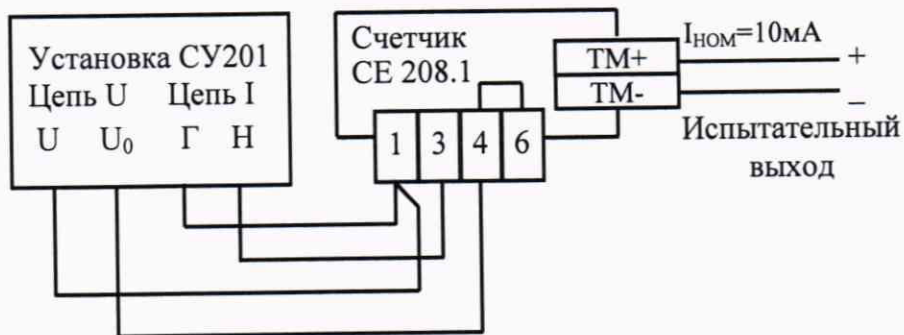 Установка СУ201
Цепь U Цепь I
U U₀ Г Н
Счетчик
СЕ 208.1
1 3 4 6
ТМ+
ТМ-
Iном=10мА
+
–
Испытательный
выход